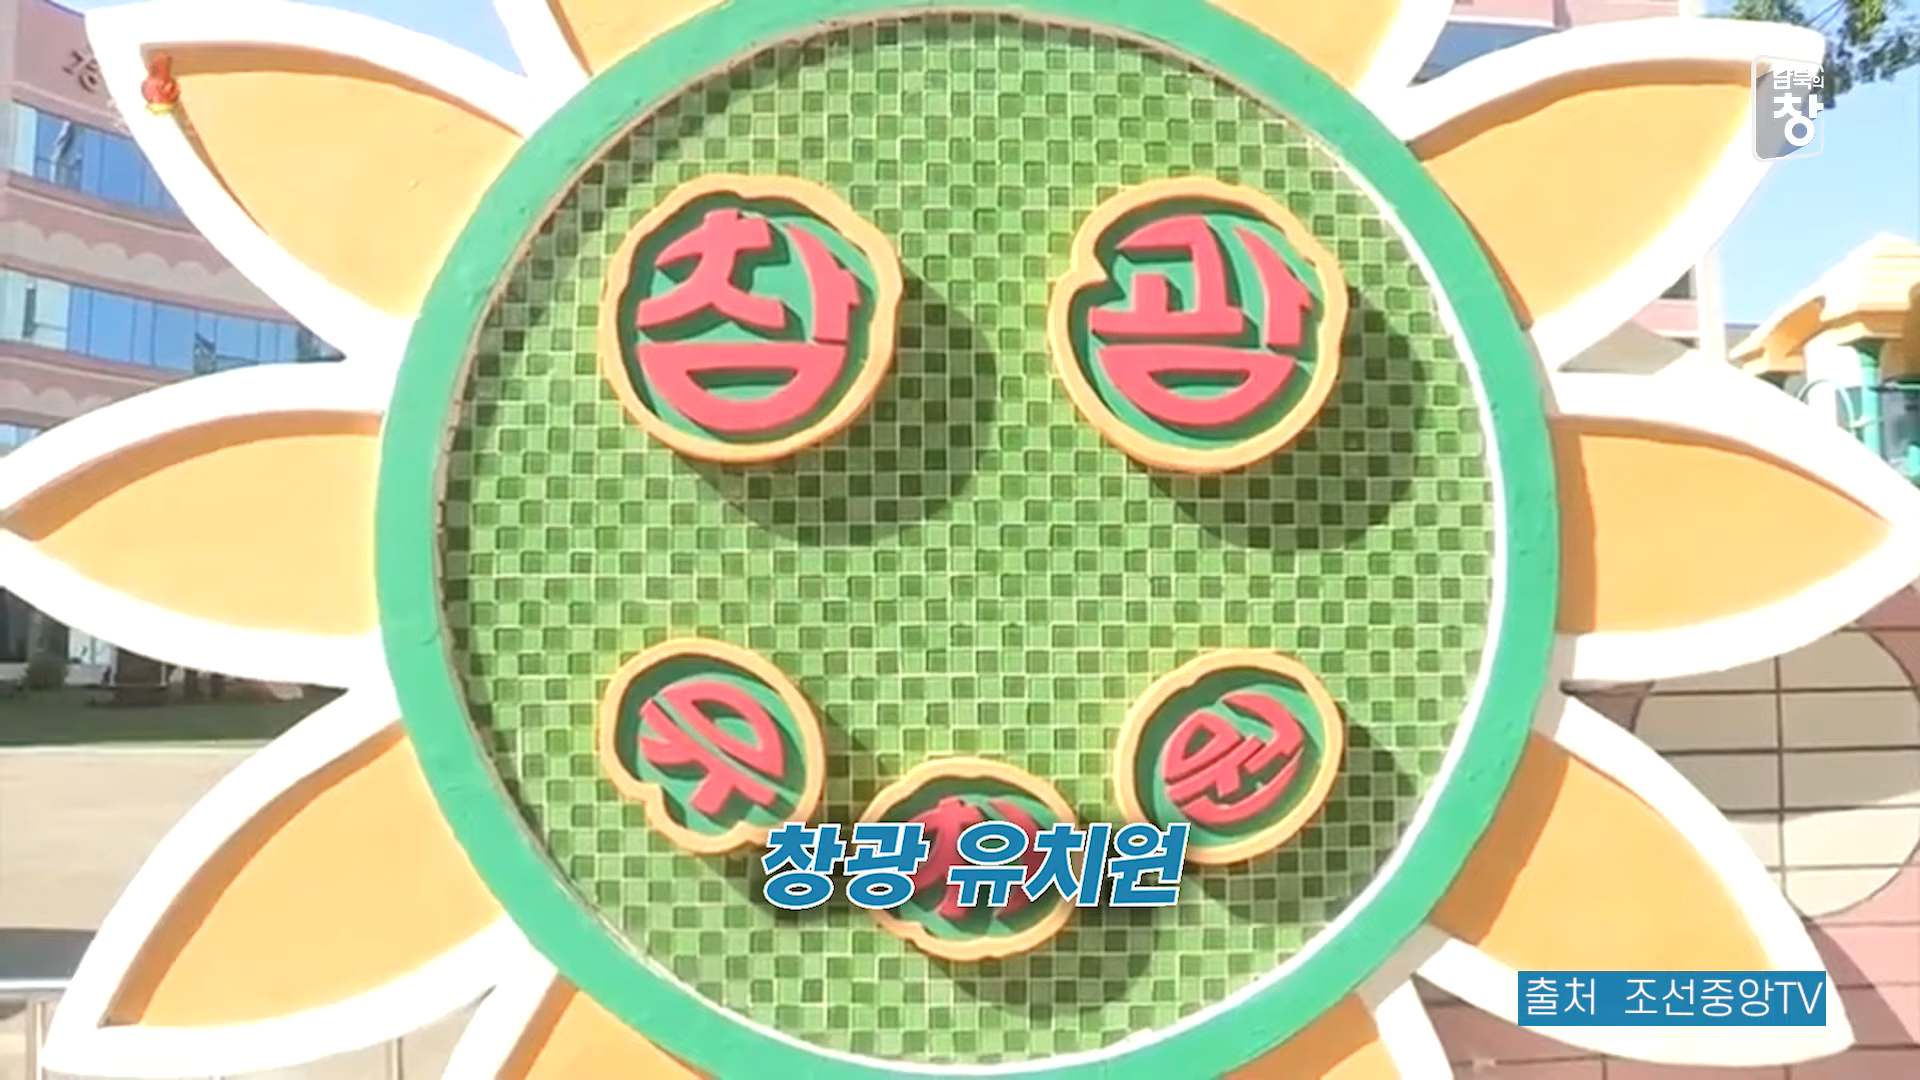 남북의
창
창광
유치원
창광 유치원
출처 조선중앙TV